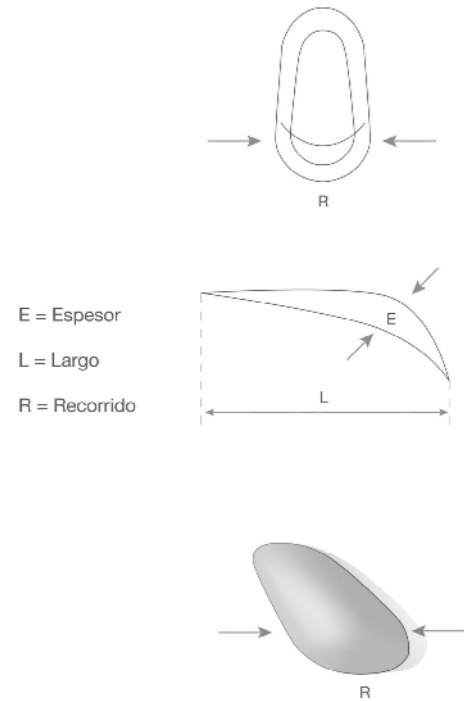 R
E = Espesor
E
L = Largo
L
R = Recorrido
R